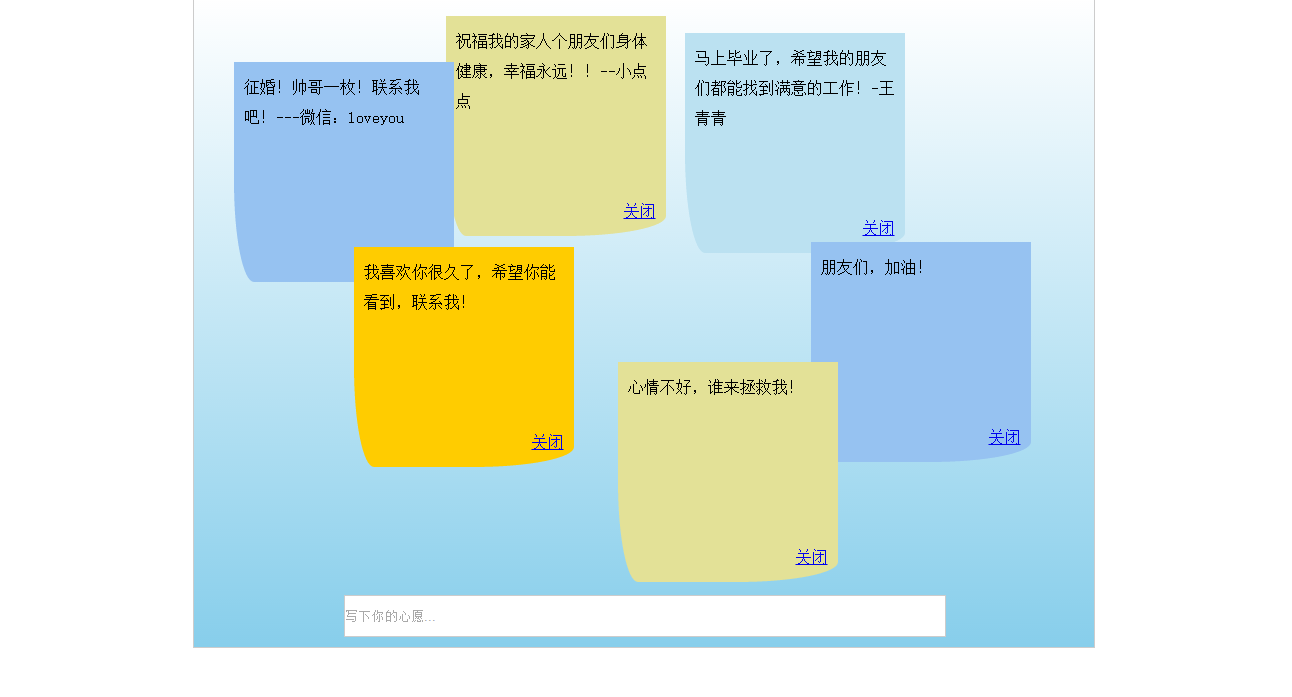 祝福我的家人个朋友们身体
健康，幸福永远！！--小点
点
关闭
马上毕业了，希望我的朋友
们都能找到满意的工作！-王
青青
关闭
征婚！帅哥一枚！联系我
吧！---微信：loveyou
我喜欢你很久了，希望你能
看到，联系我！
关闭
朋友们，加油！
关闭
心情不好，谁来拯救我！
关闭
写下你的心愿...